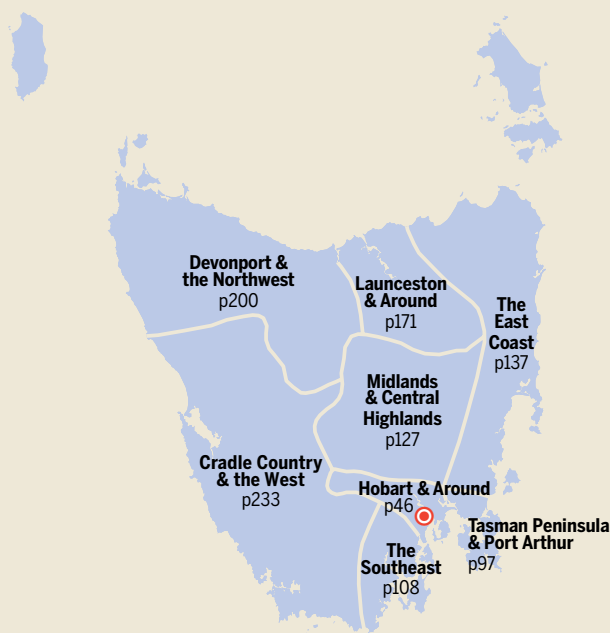 Devonport &
the Northwest
p200
Launceston
& Around
p171
The
East
Coast
p137
Midlands
& Central
Highlands
p127
Cradle Country
& the West
p233
Hobart & Around
p46
Tasman Peninsula
& Port Arthur
p97
The
Southeast
p108